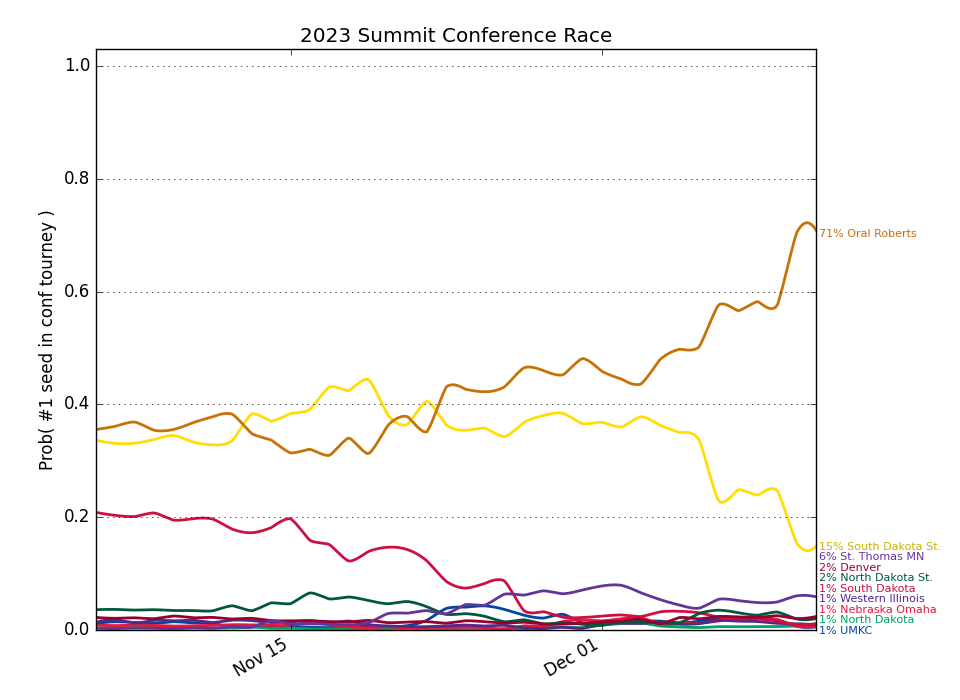 2023 Summit Conference Race
Prob( #1 seed in conf tourney )
1.0
0.8
0.6
0.4
0.2
0.0
Nov 15
Dec 01
71% Oral Roberts
15% South Dakota St.
6% St. Thomas MN
2% Denver
2% North Dakota St.
1% South Dakota
1% Western Illinois
1% Nebraska Omaha
1% North Dakota
1% UMKC